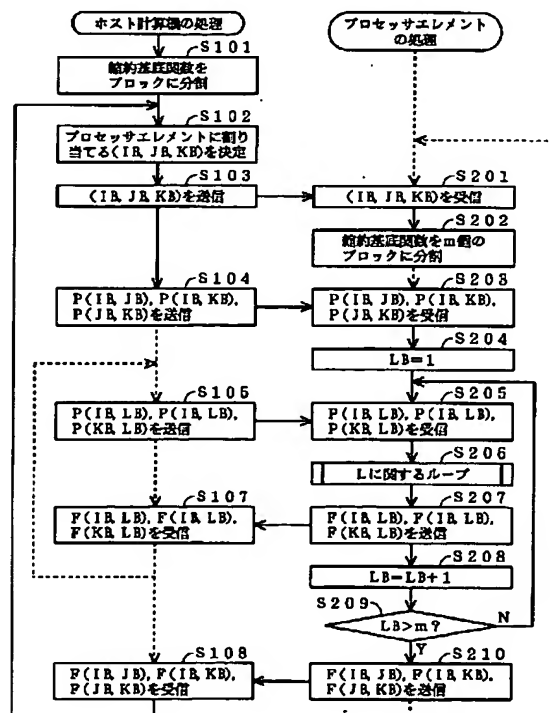 ホスト計算機の処理
S101
縮約基底関数を
ブロックに分割
S102
プロセッサエレメントに割り
当てる(IB, JB, KB)を決定
S103
(IB, JB, KB)を送信
S104
P(IB, JB), P(IB, KB),
P(JB, KB)を送信
S105
P(IB, LB), P(IB, LB),
P(KB, LB)を送信
S107
F(IB, LB), F(IB, LB),
F(KB, LB)を受信
S108
F(IB, JB), F(IB, KB),
F(JB, KB)を受信
プロセッサエレメント
の処理
S201
(IB, JB, KB)を受信
S202
縮約基底関数をm個の
ブロックに分割
S203
P(IB, JB), P(IB, KB),
P(JB, KB)を受信
S204
LB=1
S205
P(IB, LB), P(IB, LB),
P(KB, LB)を受信
S206
Lに関するループ
S207
F(IB, LB), F(IB, LB),
F(KB, LB)を送信
S208
LB=LB+1
S209
LB>m?
N
Y
S210
F(IB, JB), F(IB, KB),
F(JB, KB)を送信